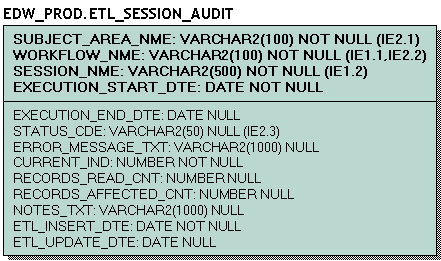 EDW_PROD.ETL_SESSION_AUDIT
SUBJECT_AREA_NME: VARCHAR2(100) NOT NULL (IE2.1)
WORKFLOW_NME: VARCHAR2(100) NOT NULL (IE1.1,IE2.2)
SESSION_NME: VARCHAR2(500) NOT NULL (IE1.2)
EXECUTION_START_DTE: DATE NOT NULL
EXECUTION_END_DTE: DATE NULL
STATUS_CDE: VARCHAR2(50) NULL (IE2.3)
ERROR_MESSAGE_TXT: VARCHAR2(1000) NULL
CURRENT_IND: NUMBER NOT NULL
RECORDS_READ_CNT: NUMBER NULL
RECORDS_AFFECTED_CNT: NUMBER NULL
NOTES_TXT: VARCHAR2(1000) NULL
ETL_INSERT_DTE: DATE NOT NULL
ETL_UPDATE_DTE: DATE NULL